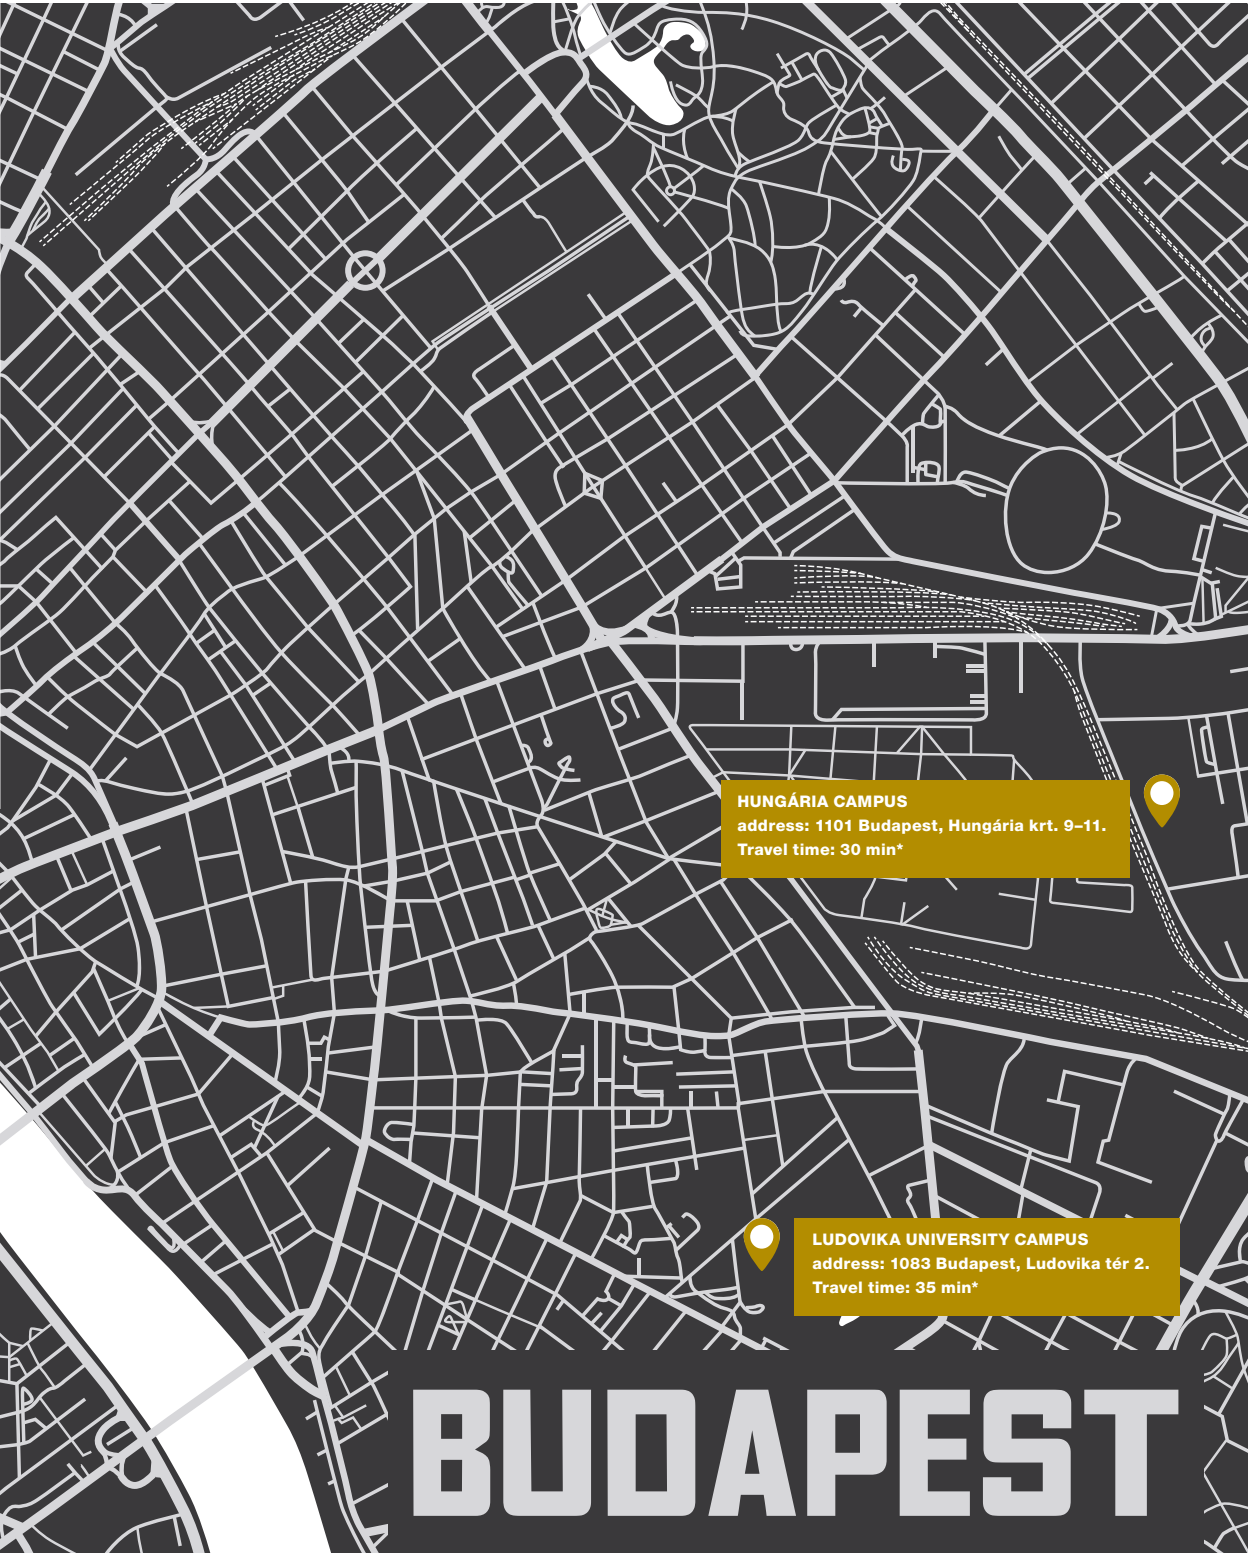 HUNGÁRIA CAMPUS
address: 1101 Budapest, Hungária krt. 9–11.
Travel time: 30 min*
LUDOVIKA UNIVERSITY CAMPUS
address: 1083 Budapest, Ludovika tér 2.
Travel time: 35 min*
BUDAPEST